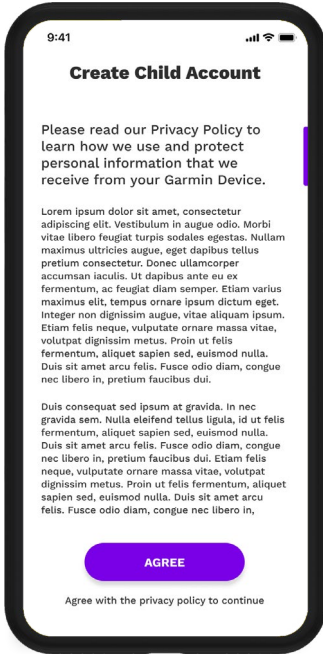 9:41
Create Child Account
Please read our Privacy Policy to
learn how we use and protect
personal information that we
receive from your Garmin Device.
Lorem ipsum dolor sit amet, consectetur
adipiscing elit. Vestibulum in augue odio. Morbi
vitae libero feugiat turpis sodales egestas. Nullam
maximus ultricies augue, eget dapibus tellus
pretium consectetur. Donec ullamcorper
accumsan iaculis. Ut dapibus ante eu ex
fermentum, ac feugiat diam semper. Etiam varius
maximus elit, tempus ornare ipsum dictum eget.
Integer non dignissim augue, vitae aliquam ipsum.
Etiam felis neque, vulputate ornare massa vitae,
volutpat dignissim metus. Proin ut felis
fermentum, aliquet sapien sed, euismod nulla.
Duis sit amet arcu felis. Fusce odio diam, congue
nec libero in, pretium faucibus dui.
Duis consequat sed ipsum at gravida. In nec
gravida sem. Nulla eleifend tellus ligula, id ut felis
fermentum, aliquet sapien sed, euismod nulla.
Duis sit amet arcu felis. Fusce odio diam, congue
nec libero in, pretium faucibus dui. Etiam felis
neque, vulputate ornare massa vitae, volutpat
dignissim metus. Proin ut felis fermentum, aliquet
sapien sed, euismod nulla. Duis sit amet arcu
felis. Fusce odio diam, congue nec libero in,
AGREE
Agree with the privacy policy to continue